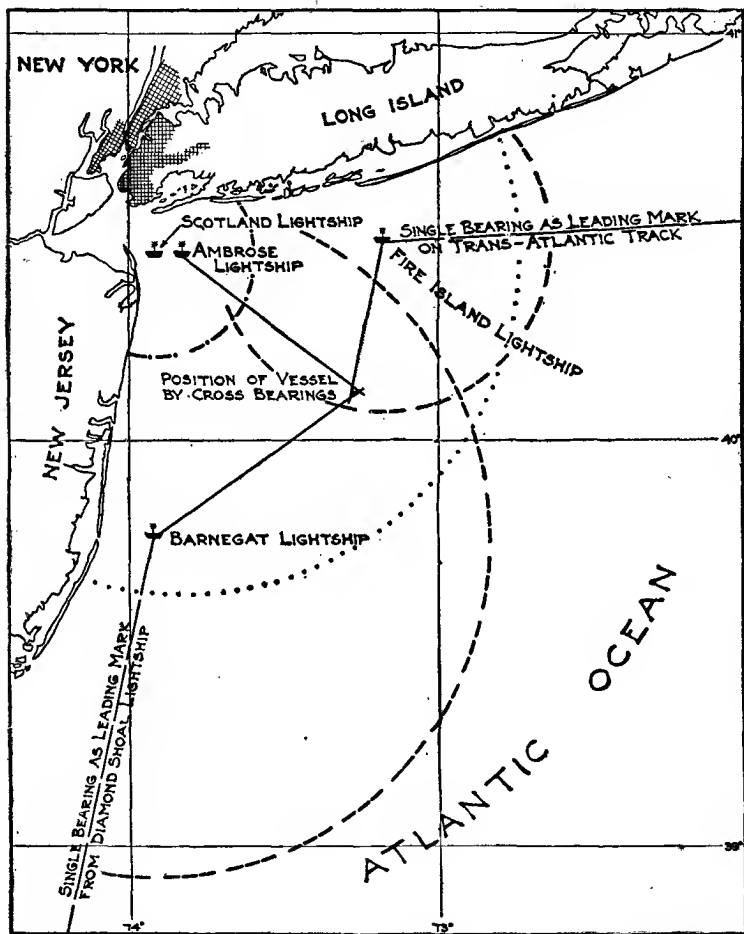 41°
NEW YORK
LONG ISLAND
SCOTLAND LIGHTSHIP
SINGLE BEARING AS LEADING MARK
ON TRANS-ATLANTIC TRACK
AMBROSE
LIGHTSHIP
FIRE ISLAND LIGHTSHIP
NEW JERSEY
POSITION OF VESSEL
BY CROSS BEARINGS
40°
BARNEGAT LIGHTSHIP
OCEAN
SINGLE BEARING AS LEADING MARK
FROM DIAMOND SHOAL LIGHTSHIP
ATLANTIC
39°
74°
73°